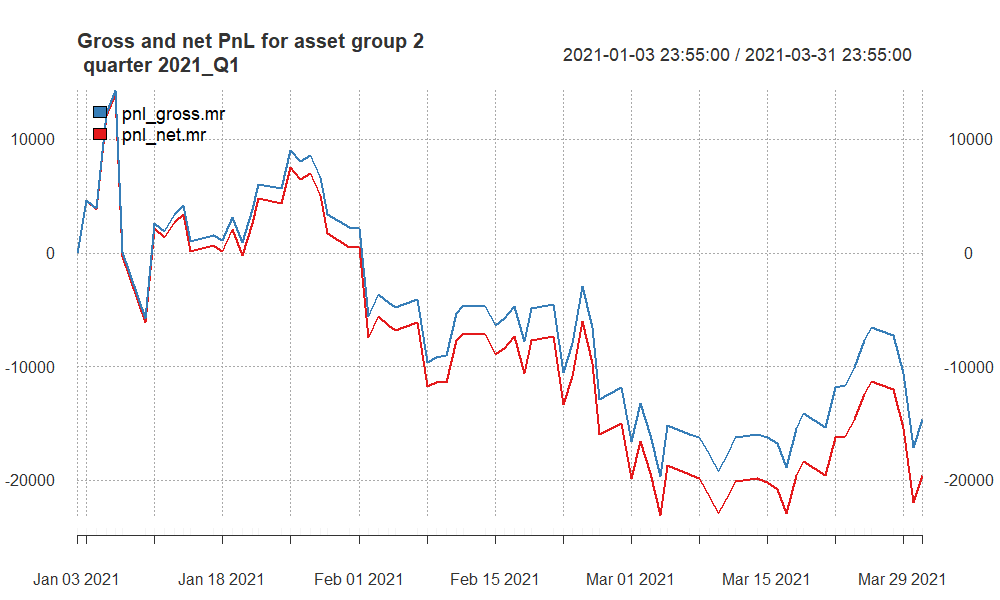 Gross and net PnL for asset group 2
quarter 2021_Q1
2021-01-03 23:55:00 / 2021-03-31 23:55:00
pnl_gross.mr
pnl_net.mr
10000 10000
0 0
-10000 -10000
-20000 -20000
Jan 03 2021 Jan 18 2021 Feb 01 2021 Feb 15 2021 Mar 01 2021 Mar 15 2021 Mar 29 2021